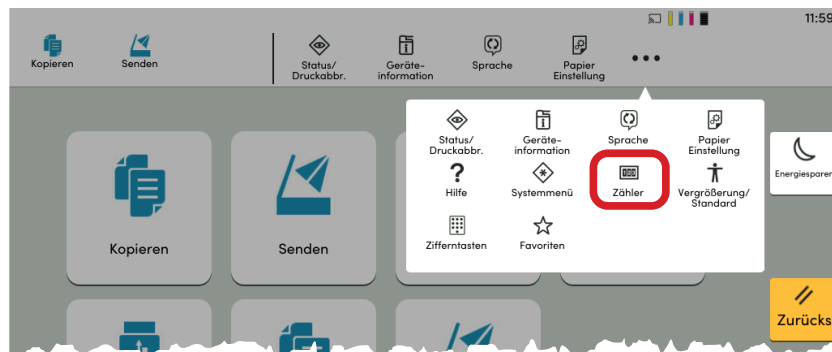 11:59
Kopieren
Senden
Status/
Druckabbr.
Geräte-
information
Sprache
Papier
Einstellung
Status/
Druckabbr.
Geräte-
information
Sprache
Papier
Einstellung
?
Hilfe
Systemmenü
Zähler
Vergrößerung/
Standard
Zifferntasten
Favoriten
Energiesparen
Kopieren
Senden
Zurücks